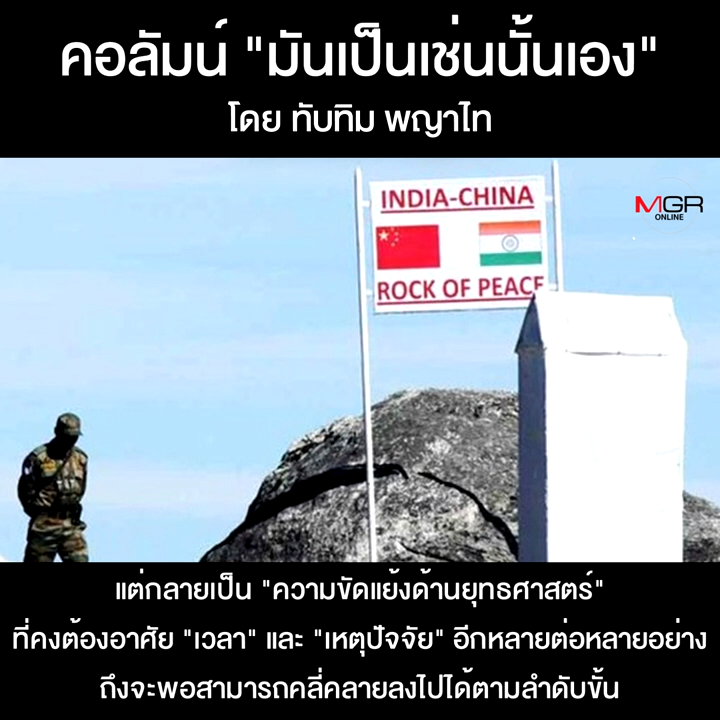 คอลัมน์ "มันเป็นเช่นนั้นเอง"
โดย ทับทิม พญาไท
MGR
ONLINE
INDIA-CHINA
ROCK OF PEACE
แต่กลายเป็น "ความขัดแย้งด้านยุทธศาสตร์"
ที่คงต้องอาศัย "เวลา" และ "เหตุปัจจัย" อีกหลายต่อหลายอย่าง
ถึงจะพอสามารถคลี่คลายลงไปได้ตามลำดับขั้น